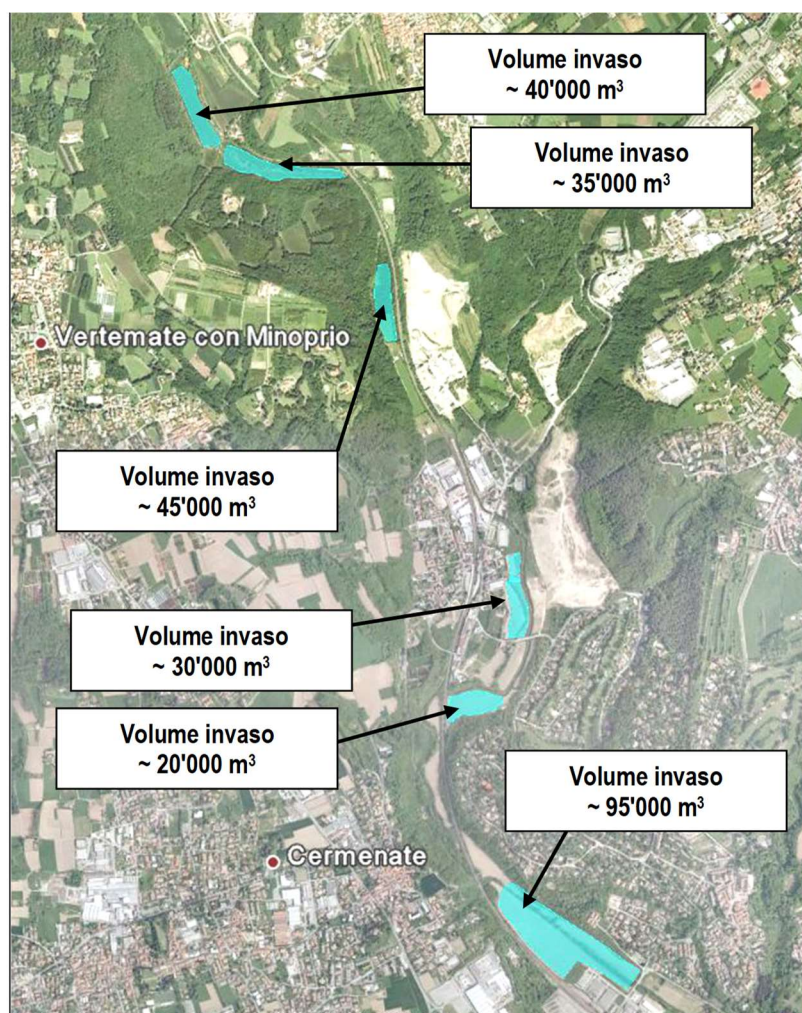 Volume invaso
~ 40'000 m³
Volume invaso
~ 35'000 m³
Vertemate con Minoprio
Volume invaso
~ 45'000 m³
Volume invaso
~ 30'000 m³
Volume invaso
~ 20'000 m³
Volume invaso
~ 95'000 m³
Cermenate